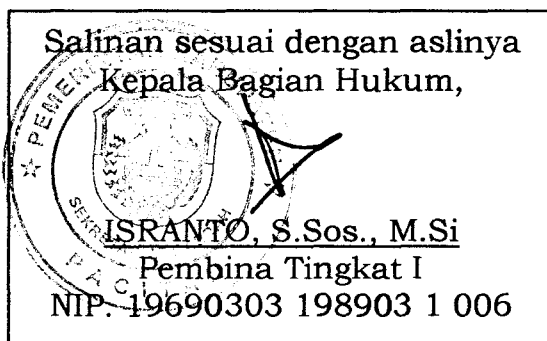 Salinan sesuai dengan aslinya
Kepala Bagian Hukum,
ISRANTO, S.Sos., M.Si
Pembina Tingkat I
NIP. 19690303 198903 1 006